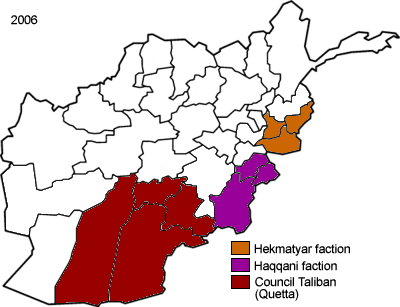 2006
Hekmatyar faction
Haqqani faction
Council Taliban
(Quetta)